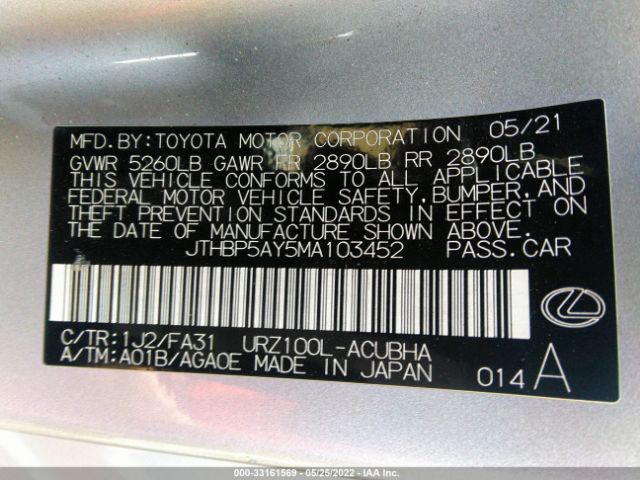 MFD.BY:TOYOTA MOTOR CORPORATION 05/21
GVWR 5260LB GAWR FR 2890LB RR 2890LB
THIS VEHICLE CONFORMS TO ALL APPLICABLE
FEDERAL MOTOR VEHICLE SAFETY,BUMPER,AND
THEFT PREVENTION STANDARDS IN EFFECT ON
THE DATE OF MANUFACTURE SHOWN ABOVE.
JTHBP5AY5MA103452 PASS.CAR
C/TR:1J2/FA31 URZ100L-ACUBHA
A/TM:A01B/AGA0E MADE IN JAPAN
014 A
000-33161569 - 05/25/2022 - IAA Inc.